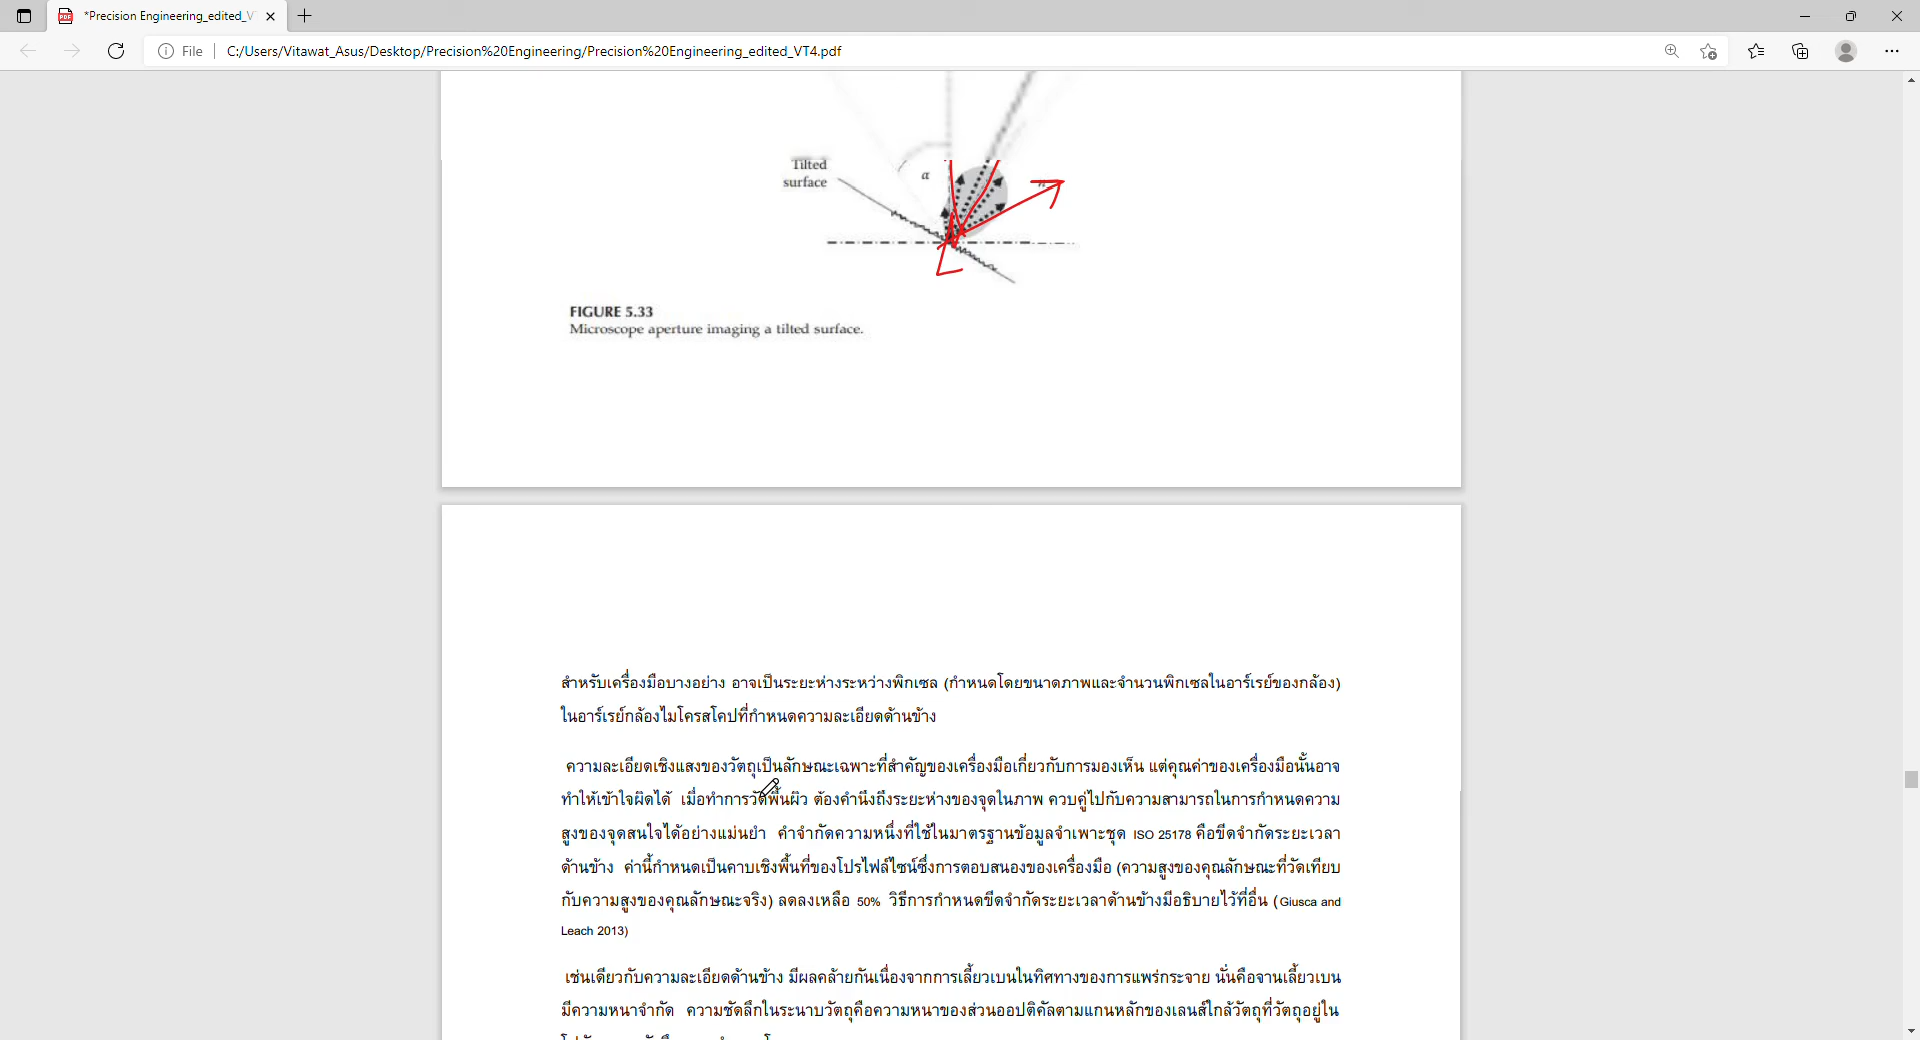 *Precision Engineering_edited_V
File
C:/Users/Vitawat_Asus/Desktop/Precision%20Engineering/Precision%20Engineering_edited_VT4.pdf
Tilted
surface
α
FIGURE 5.33
Microscope aperture imaging a tilted surface.
สำหรับเครื่องมือบางอย่าง อาจเป็นระยะห่างระหว่างพิกเซล (กำหนดโดยขนาดภาพและจำนวนพิกเซลในอาร์เรย์ของกล้อง)
ในอาร์เรย์กล้องไมโครสโคปที่กำหนดความละเอียดด้านข้าง
ความละเอียดเชิงแสงของวัตถุเป็นลักษณะเฉพาะที่สำคัญของเครื่องมือเกี่ยวกับการมองเห็น แต่คุณค่าของเครื่องมือนั้นอาจ
ทำให้เข้าใจผิดได้ เมื่อทำการวัดพื้นผิว ต้องคำนึงถึงระยะห่างของจุดในภาพ ควบคู่ไปกับความสามารถในการกำหนดความ
สูงของจุดสนใจได้อย่างแม่นยำ คำจำกัดความหนึ่งที่ใช้ในมาตรฐานข้อมูลจำเพาะชุด ISO 25178 คือขีดจำกัดระยะเวลา
ด้านข้าง ค่านี้กำหนดเป็นคาบเชิงพื้นที่ของโปรไฟล์ไซน์ซึ่งการตอบสนองของเครื่องมือ (ความสูงของคุณลักษณะที่วัดเทียบ
กับความสูงของคุณลักษณะจริง) ลดลงเหลือ 50% วิธีการกำหนดขีดจำกัดระยะเวลาด้านข้างมีอธิบายไว้ที่อื่น (Giusca and
Leach 2013)
เช่นเดียวกับความละเอียดด้านข้าง มีผลคล้ายกันเนื่องจากการเลี้ยวเบนในทิศทางของการแพร่กระจาย นั่นคือจานเลี้ยวเบน
มีความหนาจำกัด ความชัดลึกในระนาบวัตถุคือความหนาของส่วนออปติคัลตามแกนหลักของเลนส์ใกล้วัตถุที่วัตถุอยู่ใน